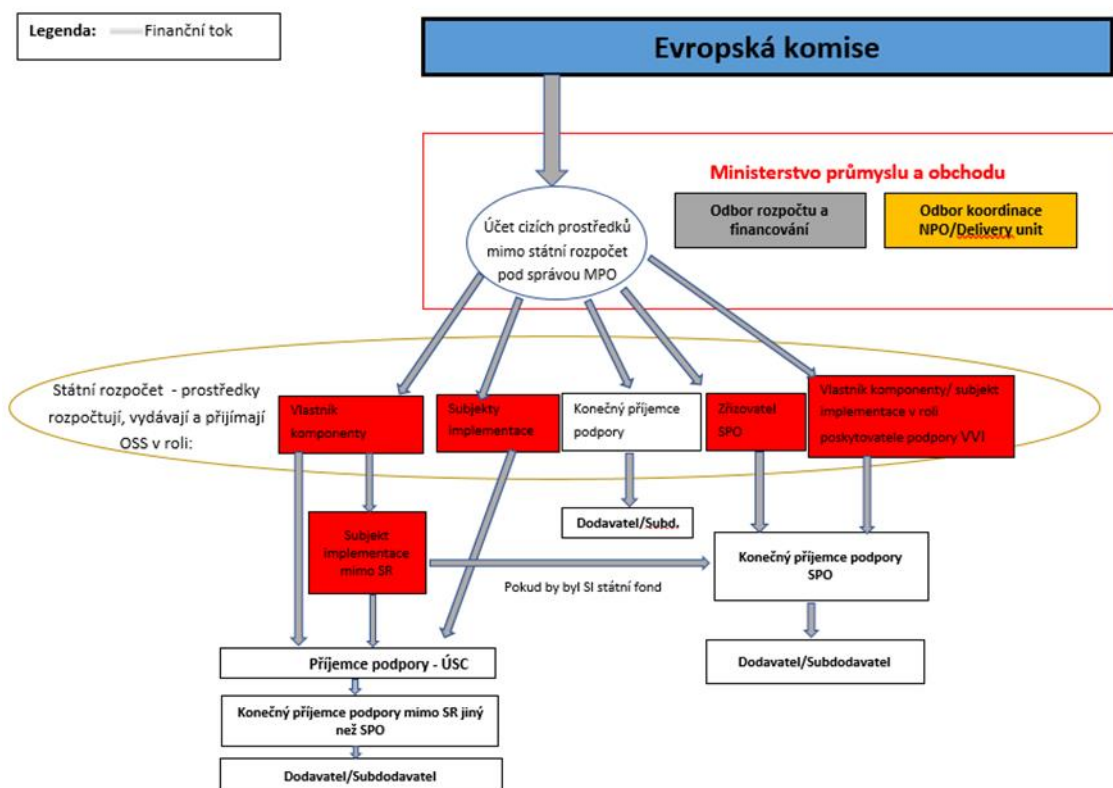 Legenda: Finanční tok
Evropská komise
Ministerstvo průmyslu a obchodu
Odbor rozpočtu a
financování
Odbor koordinace
NPO/Delivery unit
Účet cizích prostředků
mimo státní rozpočet
pod správou MPO
Státní rozpočet - prostředky
rozpočtují, vydávají a přijímají
OSS v roli:
Vlastník
komponenty
Subjekty
implementace
Konečný příjemce
podpory
Zřizovatel
SPO
Vlastník komponenty/ subjekt
implementace v roli
poskytovatele podpory VVI
Dodavatel/Subd.
Subjekt
implementace
mimo SR
Pokud by byl SI státní fond
Konečný příjemce podpory
SPO
Dodavatel/Subdodavatel
Příjemce podpory - ÚSC
Konečný příjemce podpory mimo SR jiný
než SPO
Dodavatel/Subdodavatel